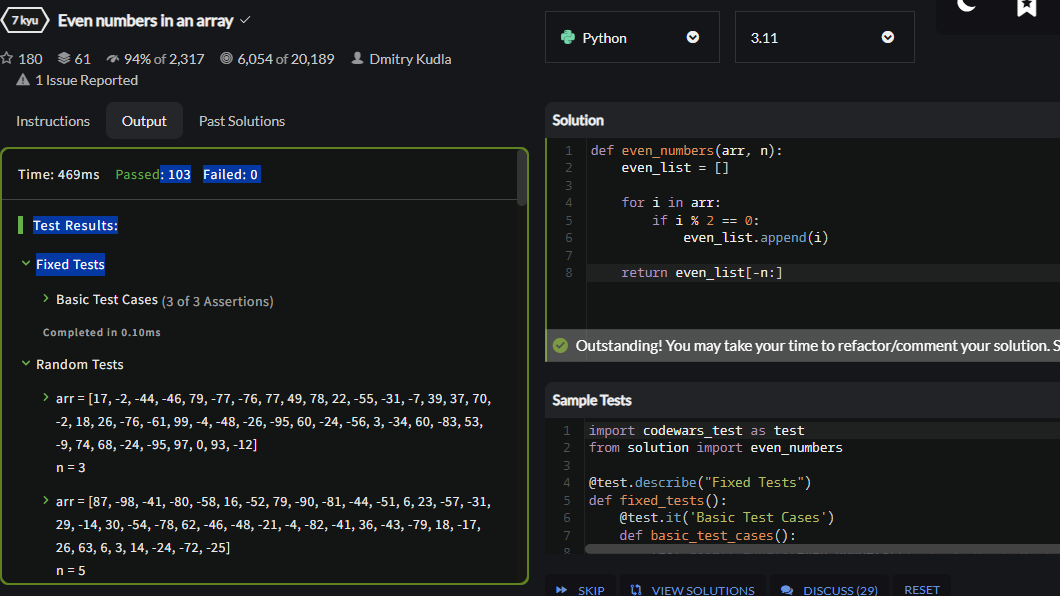 7 kyu Even numbers in an array
180 61 94% of 2,317 6,054 of 20,189 Dmitry Kudla
1 Issue Reported
Instructions Output Past Solutions
Time: 469ms Passed: 103 Failed: 0
Test Results:
Fixed Tests
Basic Test Cases (3 of 3 Assertions)
Completed in 0.10ms
Random Tests
arr = [17, -2, -44, -46, 79, -77, -76, 77, 49, 78, 22, -55, -31, -7, 39, 37, 70,
-2, 18, 26, -76, -61, 99, -4, -48, -26, -95, 60, -24, -56, 3, -34, 60, -83, 53,
-9, 74, 68, -24, -95, 97, 0, 93, -12]
n = 3
arr = [87, -98, -41, -80, -58, 16, -52, 79, -90, -81, -44, -51, 6, 23, -57, -31,
29, -14, 30, -54, -78, 62, -46, -48, -21, -4, -82, -41, 36, -43, -79, 18, -17,
26, 63, 6, 3, 14, -24, -72, -25]
n = 5
Python 3.11
Solution
1 def even_numbers(arr, n):
2 even_list = []
3
4 for i in arr:
5 if i % 2 == 0:
6 even_list.append(i)
7
8 return even_list[-n:]
Outstanding! You may take your time to refactor/comment your solution. S
Sample Tests
1 import codewars_test as test
2 from solution import even_numbers
3
4 @test.describe("Fixed Tests")
5 def fixed_tests():
6 @test.it('Basic Test Cases')
7 def basic_test_cases():
8
SKIP VIEW SOLUTIONS DISCUSS (29) RESET